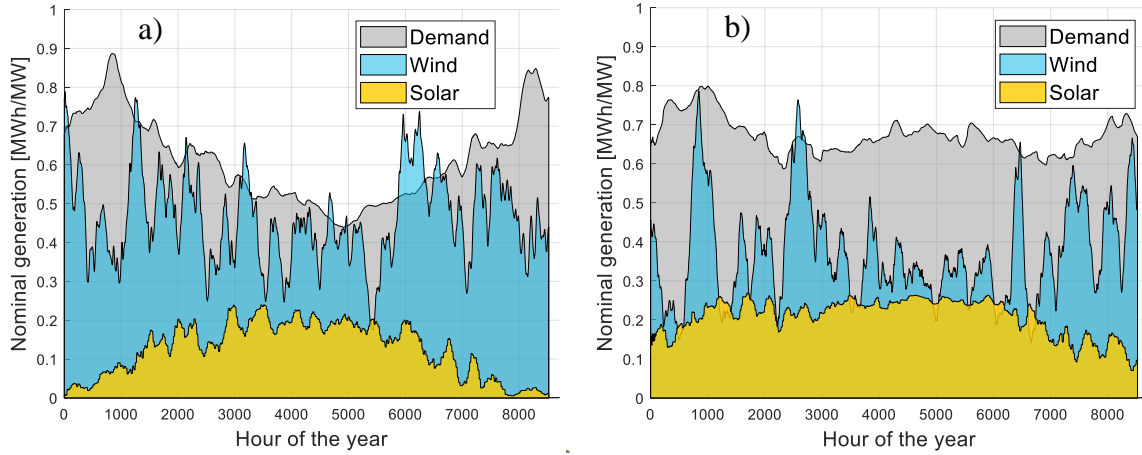 a)
Demand
Wind
Solar
Nominal generation [MWh/MW]
1
0.9
0.8
0.7
0.6
0.5
0.4
0.3
0.2
0.1
0
0 1000 2000 3000 4000 5000 6000 7000 8000
Hour of the year
b)
Demand
Wind
Solar
Nominal generation [MWh/MW]
1
0.9
0.8
0.7
0.6
0.5
0.4
0.3
0.2
0.1
0
0 1000 2000 3000 4000 5000 6000 7000 8000
Hour of the year